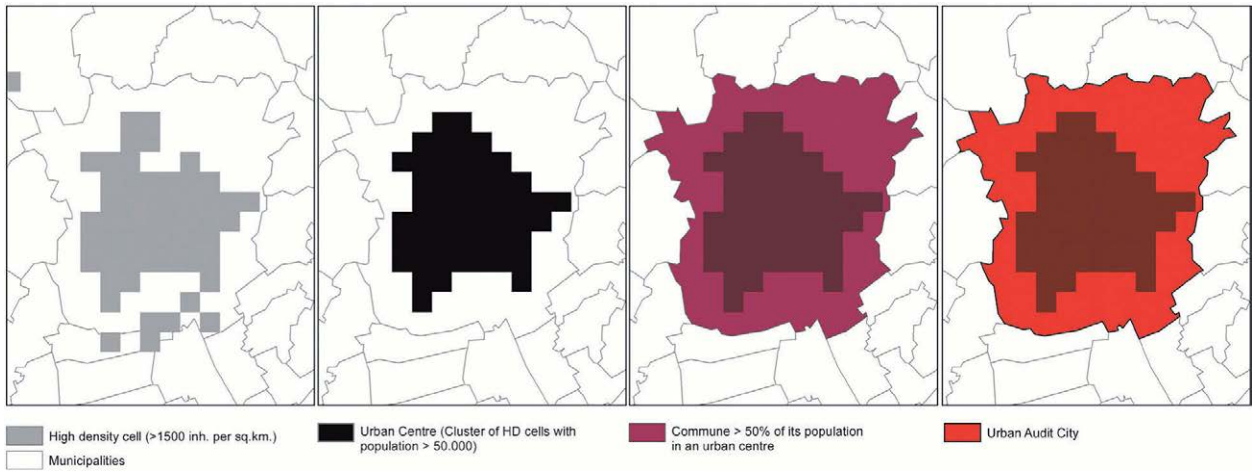 High density cell (>1500 inh. per sq.km.)
Municipalities
Urban Centre (Cluster of HD cells with
population > 50.000)
Commune > 50% of its population
in an urban centre
Urban Audit City